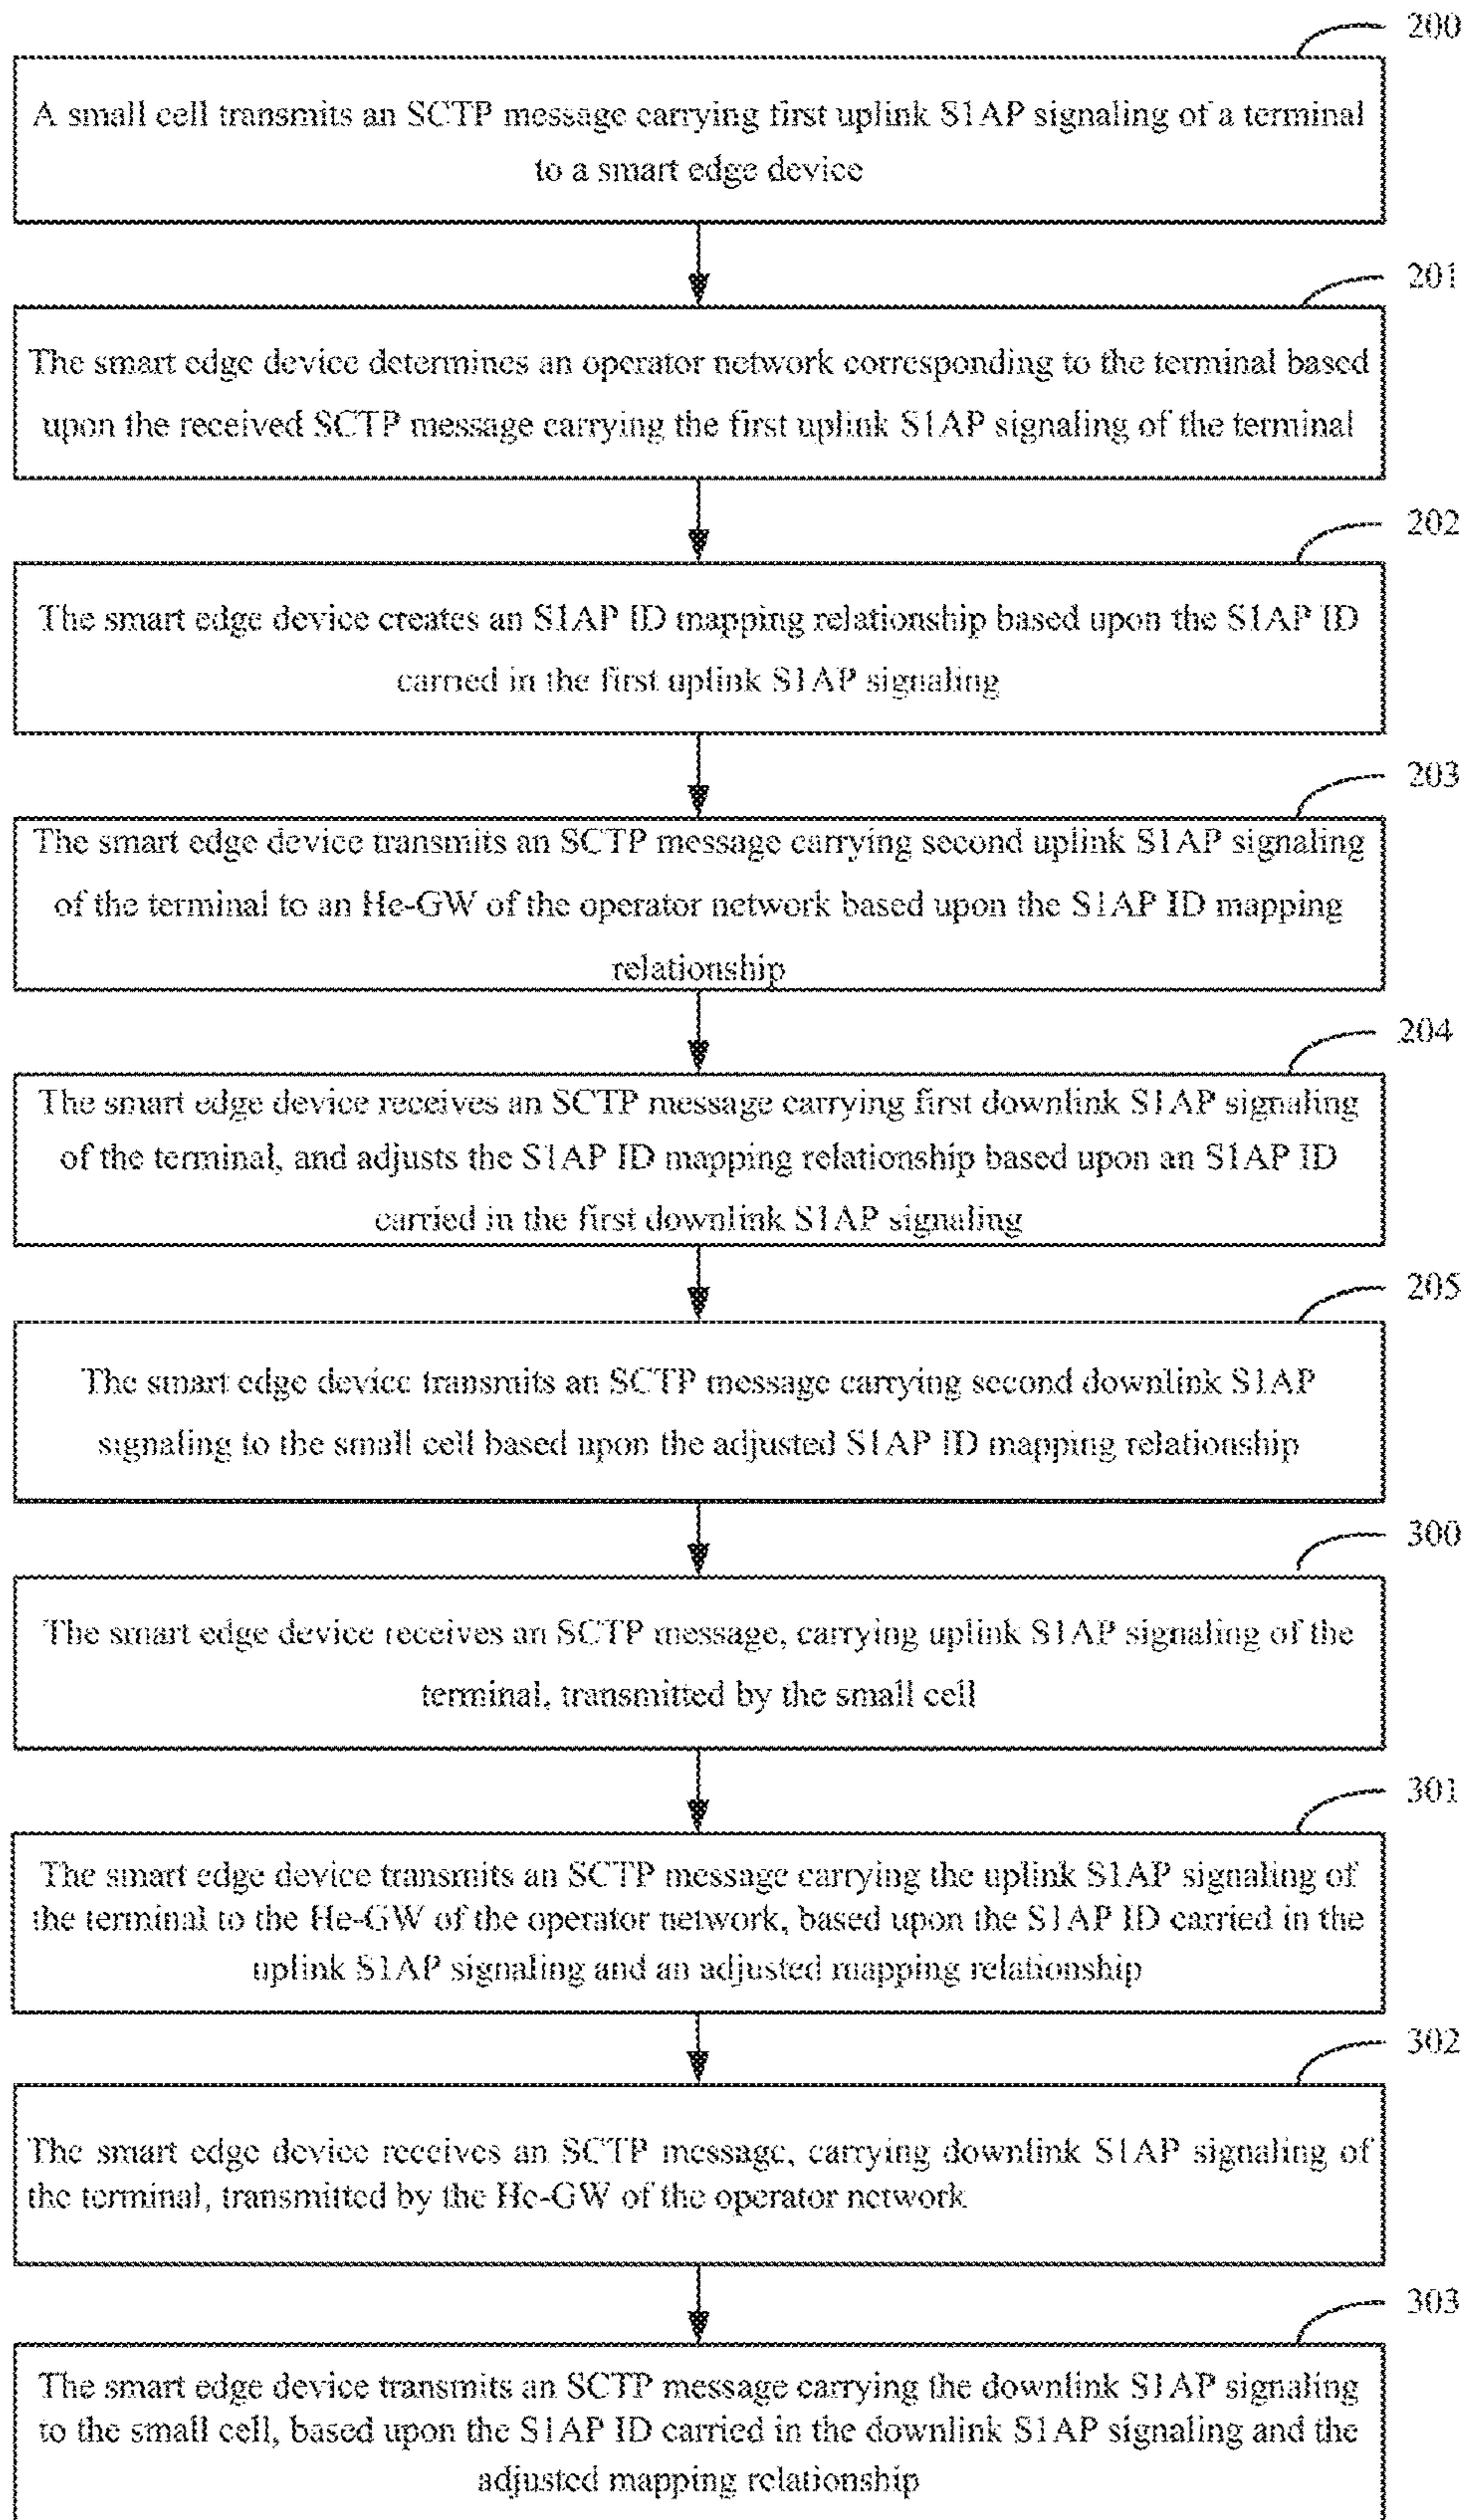 200
A small cell transmits an SCTP message carrying first uplink S1AP signaling of a terminal
to a smart edge device
201
The smart edge device determines an operator network corresponding to the terminal based
upon the received SCTP message carrying the first uplink S1AP signaling of the terminal
202
The smart edge device creates an S1AP ID mapping relationship based upon the S1AP ID
carried in the first uplink S1AP signaling
203
The smart edge device transmits an SCTP message carrying second uplink S1AP signaling
of the terminal to an He-GW of the operator network based upon the S1AP ID mapping
relationship
204
The smart edge device receives an SCTP message carrying first downlink S1AP signaling
of the terminal, and adjusts the S1AP ID mapping relationship based upon an S1AP ID
carried in the first downlink S1AP signaling
205
The smart edge device transmits an SCTP message carrying second downlink S1AP
signaling to the small cell based upon the adjusted S1AP ID mapping relationship
300
The smart edge device receives an SCTP message, carrying uplink S1AP signaling of the
terminal, transmitted by the small cell
301
The smart edge device transmits an SCTP message carrying the uplink S1AP signaling of
the terminal to the He-GW of the operator network, based upon the S1AP ID carried in the
uplink S1AP signaling and an adjusted mapping relationship
302
The smart edge device receives an SCTP message, carrying downlink S1AP signaling of
the terminal, transmitted by the He-GW of the operator network
303
The smart edge device transmits an SCTP message carrying the downlink S1AP signaling
to the small cell, based upon the S1AP ID carried in the downlink S1AP signaling and the
adjusted mapping relationship